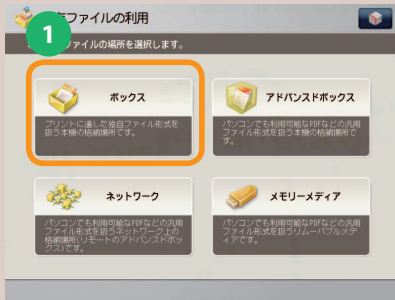 存ファイルの利用
1
ファイルの場所を選択します。
ボックス
プリントに適した独自ファイル形式を
扱う本機の格納場所です。
アドバンスドボックス
パソコンでも利用可能なPDFなどの汎用
ファイル形式を扱う本機の格納場所で
す。
ネットワーク
パソコンでも利用可能なPDFなどの汎用
ファイル形式を扱うネットワーク上の
格納場所(リモートのアドバンスドボッ
クス)です。
メモリーメディア
パソコンでも利用可能なPDFなどの汎用
ファイル形式を扱うリムーバブルメデ
ィアです。